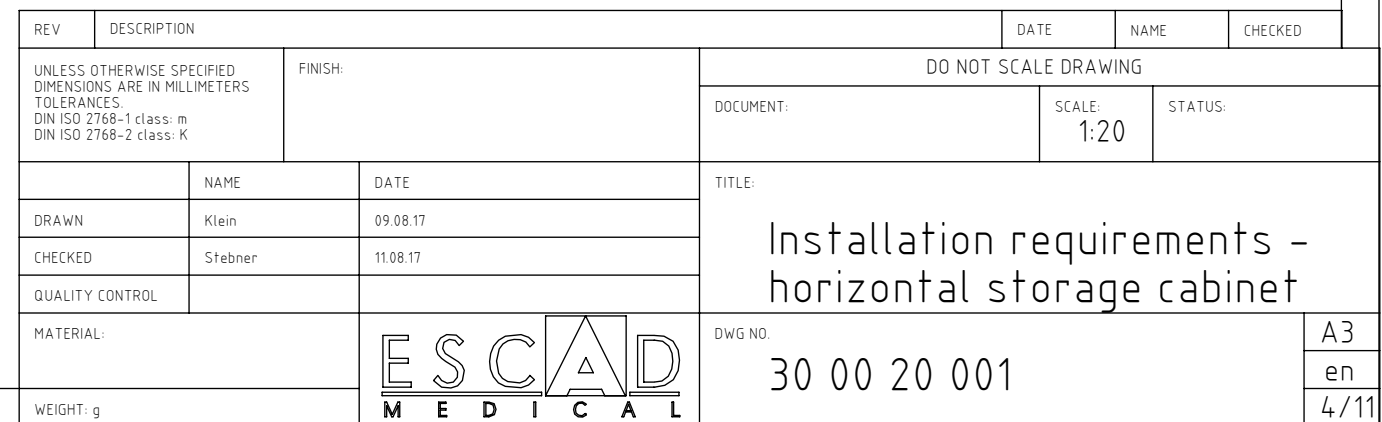 REV DESCRIPTION DATE NAME CHECKED
UNLESS OTHERWISE SPECIFIED
DIMENSIONS ARE IN MILLIMETERS
TOLERANCES.
DIN ISO 2768-1 class: m
DIN ISO 2768-2 class: K
FINISH:
DO NOT SCALE DRAWING
DOCUMENT:
SCALE:
1:20
STATUS:
NAME DATE
DRAWN Klein 09.08.17
CHECKED Stebner 11.08.17
QUALITY CONTROL
TITLE:
Installation requirements -
horizontal storage cabinet
MATERIAL:
WEIGHT: g
ESCAD
MEDICAL
DWG NO.
30 00 20 001
A3
en
4/11